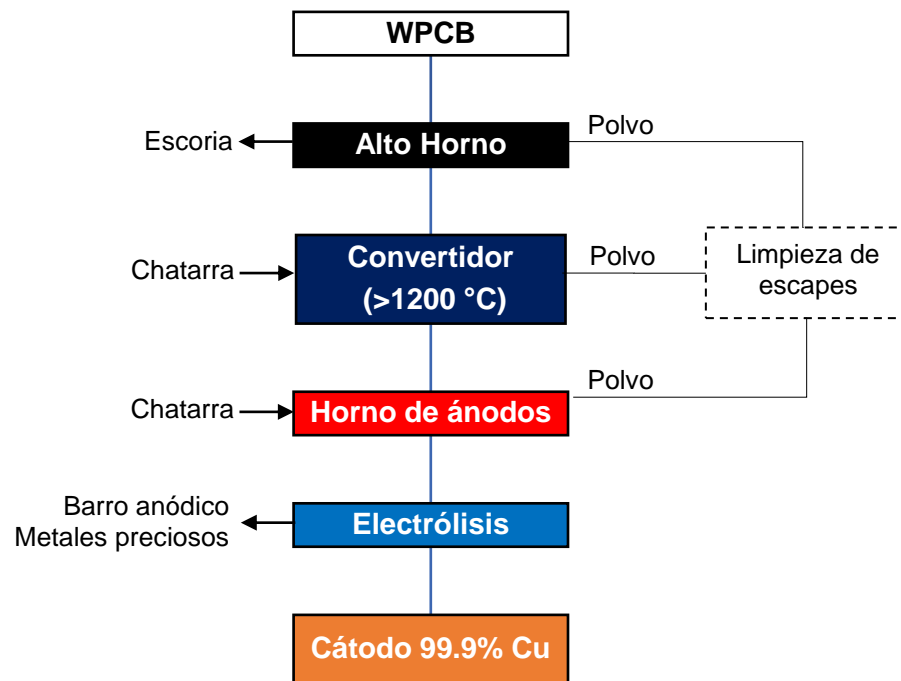 WPCB
Escoria
Alto Horno
Polvo
Chatarra
Convertidor
(>1200 °C)
Polvo
Limpieza de
escapes
Chatarra
Horno de ánodos
Polvo
Barro anódico
Metales preciosos
Electrólisis
Cátodo 99.9% Cu